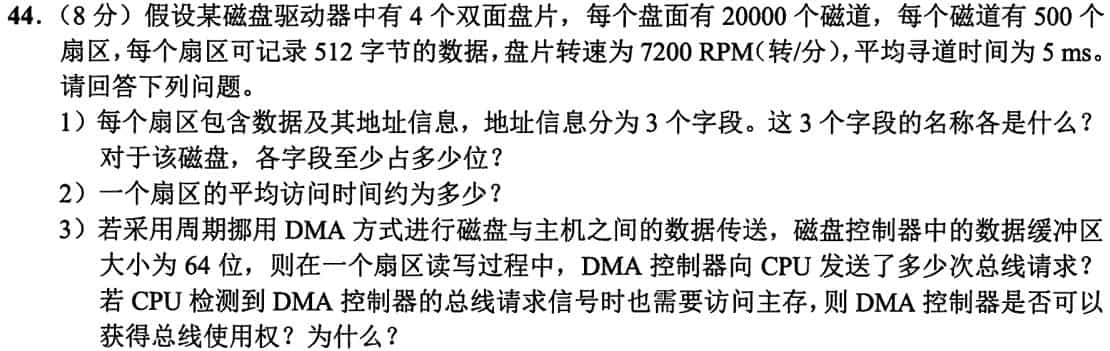 44.（8 分）假设某磁盘驱动器中有 4 个双面盘片，每个盘面有 20000 个磁道，每个磁道有 500 个
扇区，每个扇区可记录 512 字节的数据，盘片转速为 7200 RPM（转/分），平均寻道时间为 5 ms。
请回答下列问题。
1）每个扇区包含数据及其地址信息，地址信息分为 3 个字段。这 3 个字段的名称各是什么？
对于该磁盘，各字段至少占多少位？
2）一个扇区的平均访问时间约为多少？
3）若采用周期挪用 DMA 方式进行磁盘与主机之间的数据传送，磁盘控制器中的数据缓冲区
大小为 64 位，则在一个扇区读写过程中，DMA 控制器向 CPU 发送了多少次总线请求？
若 CPU 检测到 DMA 控制器的总线请求信号时也需要访问主存，则 DMA 控制器是否可以
获得总线使用权？为什么？